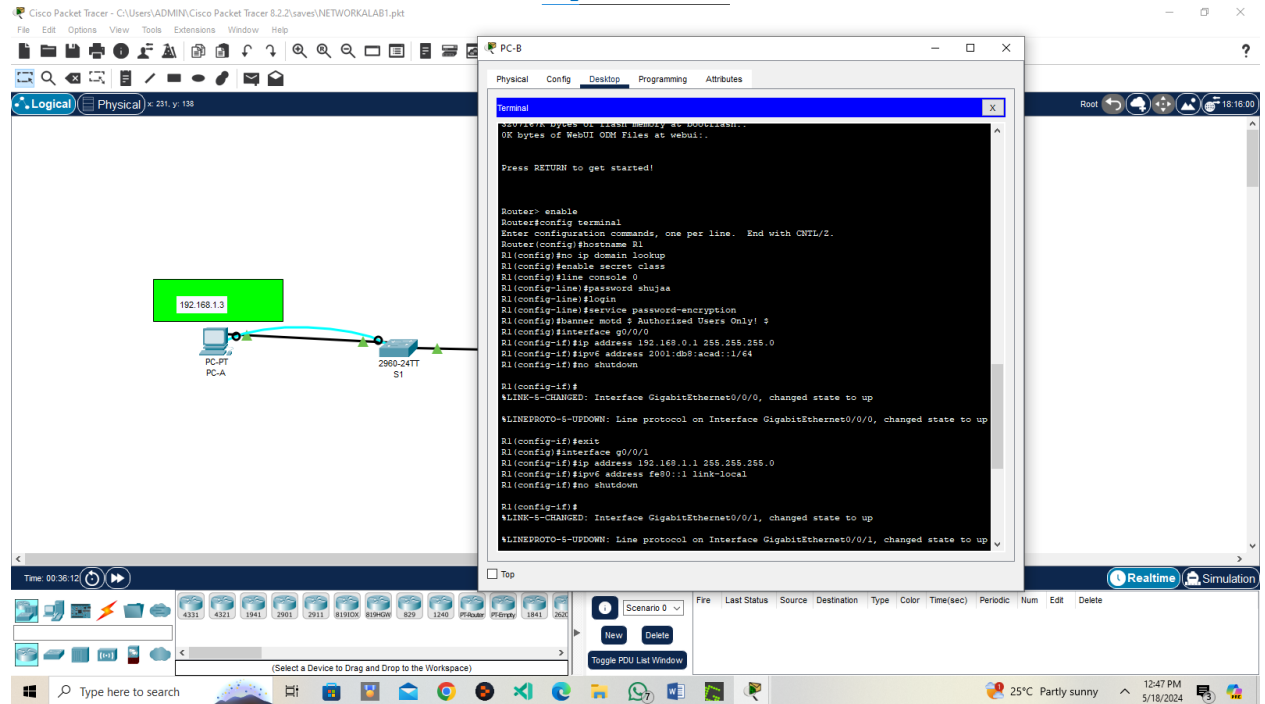 Cisco Packet Tracer - C:\Users\ADMIN\Cisco Packet Tracer 8.2.2\saves\NETWORKALAB1.pkt
File Edit Options View Tools Extensions Window Help
?
Logical Physical x: 231, y: 138
Root 18:16:00
192.168.1.3
PC-PT
PC-A
2960-24TT
S1
PC-B
Physical Config Desktop Programming Attributes
Terminal X
3207167K bytes of flash memory at bootflash:.
0K bytes of WebUI ODM Files at webui:.
Press RETURN to get started!
Router> enable
Router#config terminal
Enter configuration commands, one per line. End with CNTL/Z.
Router(config)#hostname R1
R1(config)#no ip domain lookup
R1(config)#enable secret class
R1(config)#line console 0
R1(config-line)#password shujaa
R1(config-line)#login
R1(config-line)#service password-encryption
R1(config)#banner motd $ Authorized Users Only! $
R1(config)#interface g0/0/0
R1(config-if)#ip address 192.168.0.1 255.255.255.0
R1(config-if)#ipv6 address 2001:db8:acad::1/64
R1(config-if)#no shutdown
R1(config-if)#
%LINK-5-CHANGED: Interface GigabitEthernet0/0/0, changed state to up
%LINEPROTO-5-UPDOWN: Line protocol on Interface GigabitEthernet0/0/0, changed state to up
R1(config-if)#exit
R1(config)#interface g0/0/1
R1(config-if)#ip address 192.168.1.1 255.255.255.0
R1(config-if)#ipv6 address fe80::1 link-local
R1(config-if)#no shutdown
R1(config-if)#
%LINK-5-CHANGED: Interface GigabitEthernet0/0/1, changed state to up
%LINEPROTO-5-UPDOWN: Line protocol on Interface GigabitEthernet0/0/1, changed state to up
Top
Time: 00:36:12
Realtime Simulation
4331 4321 1941 2901 2911 819IOX 819HGW 829 1240 PT-Router PT-Empty 1841 2620
(Select a Device to Drag and Drop to the Workspace)
Scenario 0
New Delete
Toggle PDU List Window
Fire Last Status Source Destination Type Color Time(sec) Periodic Num Edit Delete
Type here to search
7
25°C Partly sunny
12:47 PM
5/18/2024
3
PRE